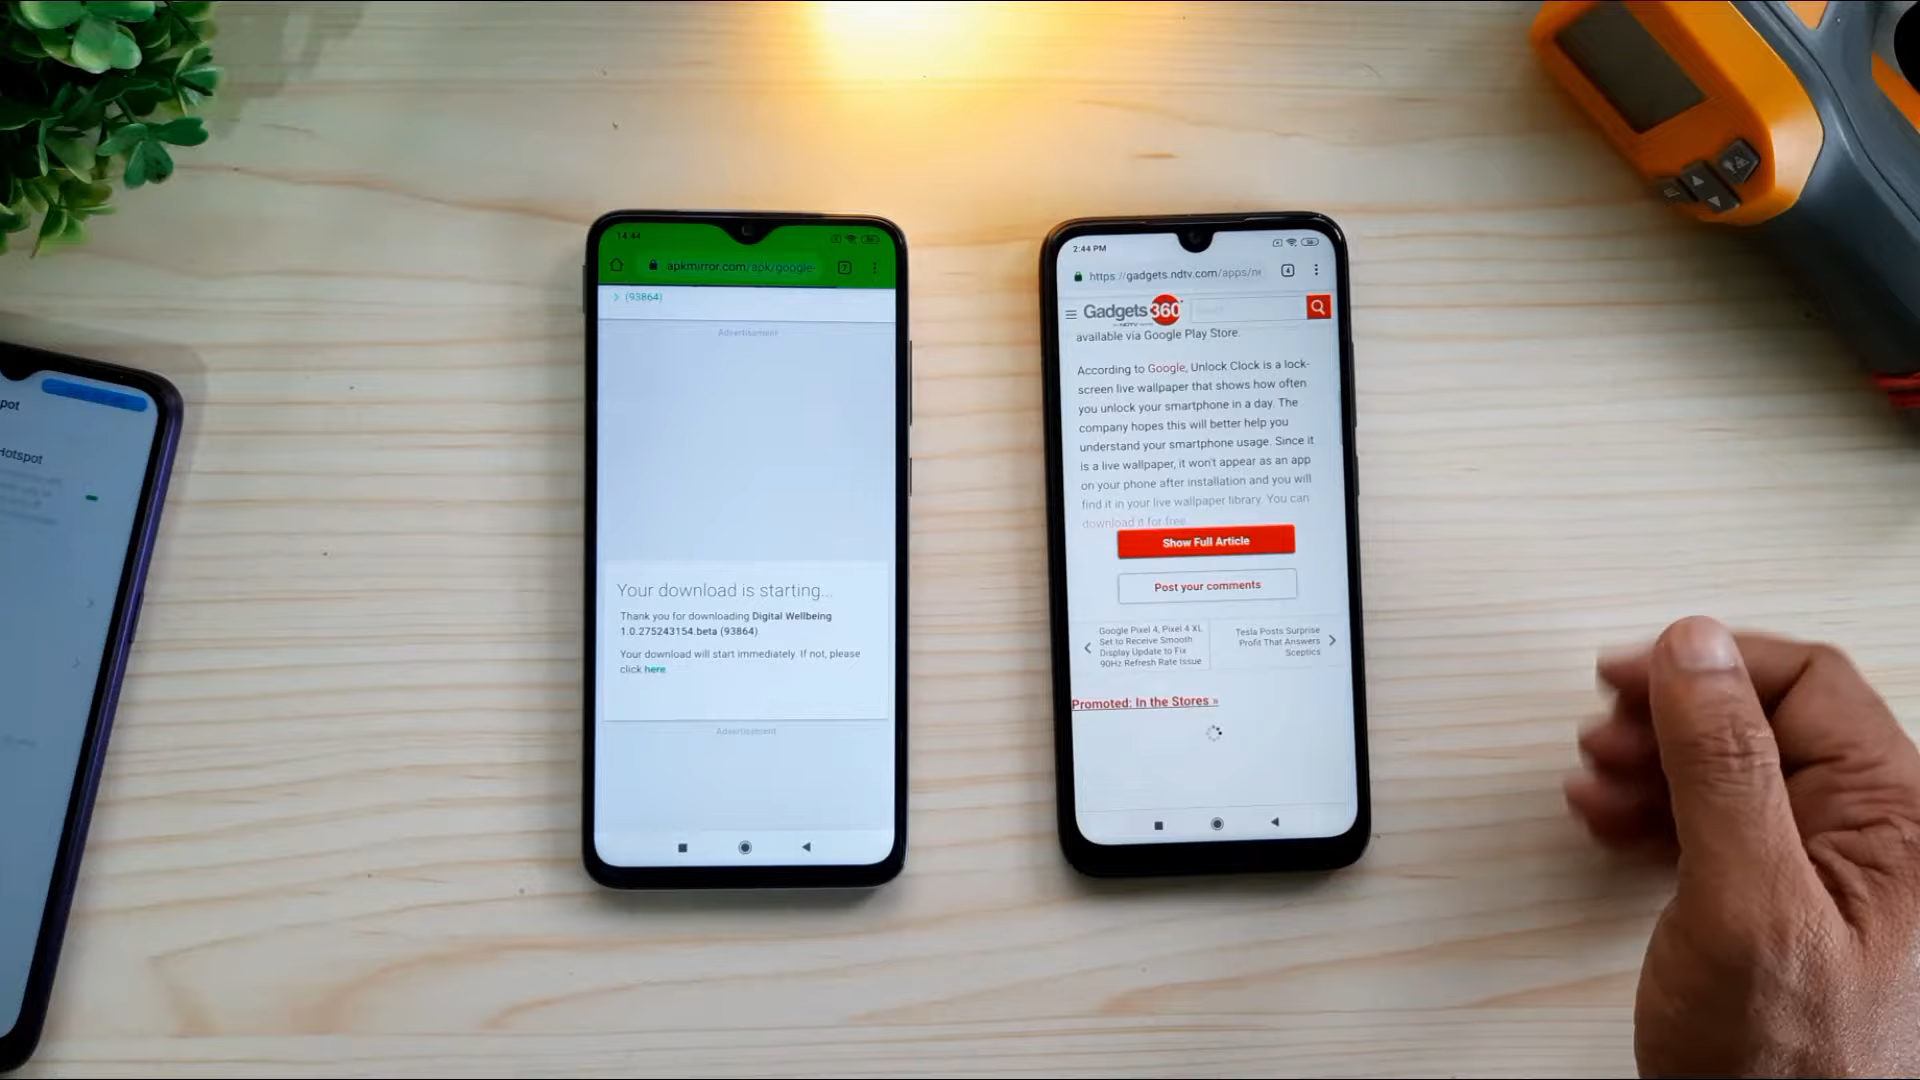 pot
Hotspot
14:44
apkmirror.com/apk/google-
7
(93864)
Advertisement
Your download is starting...
Thank you for downloading Digital Wellbeing
1.0.275243154.beta (93864)
Your download will start immediately. If not, please
click here.
Advertisement
2:44 PM
https://gadgets.ndtv.com/apps/ne
4
Gadgets 360
available via Google Play Store.
According to Google, Unlock Clock is a lock-
screen live wallpaper that shows how often
you unlock your smartphone in a day. The
company hopes this will better help you
understand your smartphone usage. Since it
is a live wallpaper, it won't appear as an app
on your phone after installation and you will
find it in your live wallpaper library. You can
download it for free
Show Full Article
Post your comments
Google Pixel 4, Pixel 4 XL
Set to Receive Smooth
Display Update to Fix
90Hz Refresh Rate Issue
Tesla Posts Surprise
Profit That Answers
Sceptics
Promoted: In the Stores »